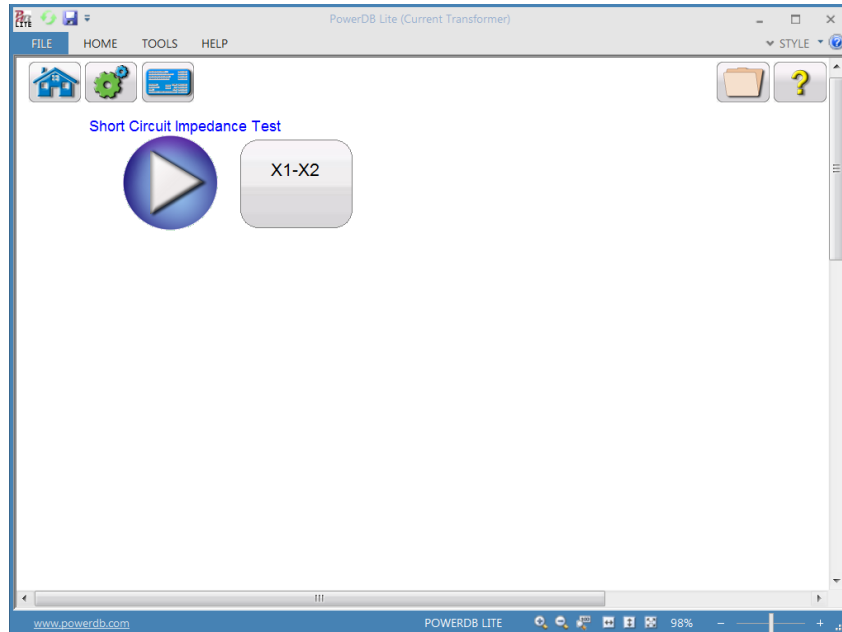 PowerDB Lite (Current Transformer)
FILE HOME TOOLS HELP STYLE
Short Circuit Impedance Test
X1-X2
www.powerdb.com POWERDB LITE 98%